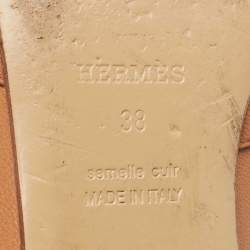 HERMÈS
38
semelle cuir
MADE IN ITALY